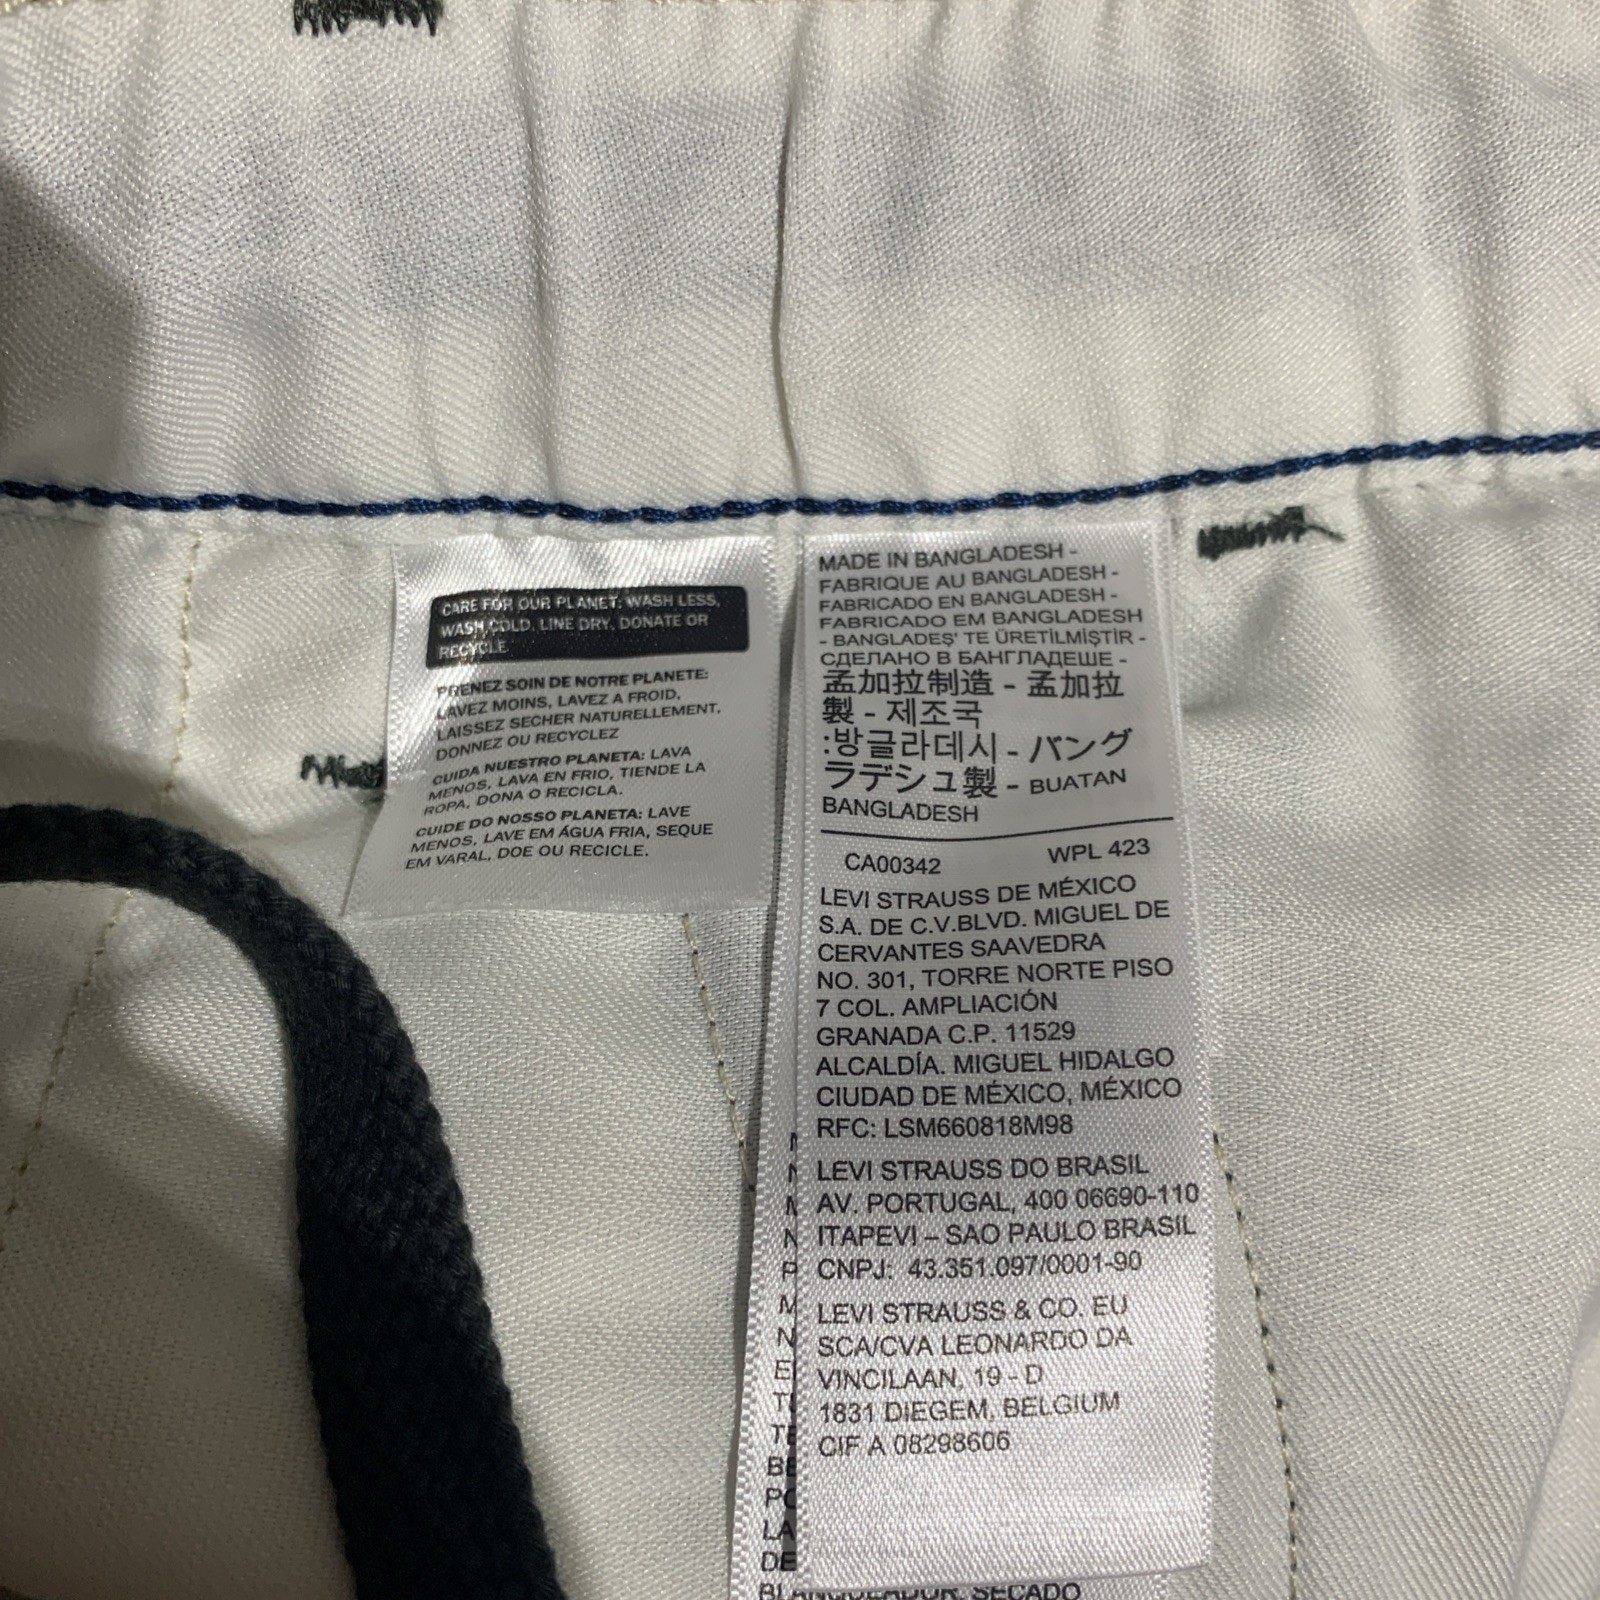 CARE FOR OUR PLANET: WASH LESS,
WASH COLD, LINE DRY, DONATE OR
RECYCLE
PRENEZ SOIN DE NOTRE PLANETE:
LAVEZ MOINS, LAVEZ A FROID,
LAISSEZ SECHER NATURELLEMENT,
DONNEZ OU RECYCLEZ
CUIDA NUESTRO PLANETA: LAVA
MENOS, LAVA EN FRIO, TIENDE LA
ROPA, DONA O RECICLA.
CUIDE DO NOSSO PLANETA: LAVE
MENOS, LAVE EM ÁGUA FRIA, SEQUE
EM VARAL, DOE OU RECICLE.
MADE IN BANGLADESH -
FABRIQUE AU BANGLADESH -
FABRICADO EN BANGLADESH -
FABRICADO EM BANGLADESH
- BANGLADEŞ' TE ÜRETİLMİŞTİR -
СДЕЛАНО В БАНГЛАДЕШЕ -
孟加拉制造 - 孟加拉
製 - 제조국
:방글라데시 - バング
ラデシュ製 - BUATAN
BANGLADESH
CA00342 WPL 423
LEVI STRAUSS DE MÉXICO
S.A. DE C.V.BLVD. MIGUEL DE
CERVANTES SAAVEDRA
NO. 301, TORRE NORTE PISO
7 COL. AMPLIACIÓN
GRANADA C.P. 11529
ALCALDÍA. MIGUEL HIDALGO
CIUDAD DE MÉXICO, MÉXICO
RFC: LSM660818M98
LEVI STRAUSS DO BRASIL
AV. PORTUGAL, 400 06690-110
ITAPEVI – SAO PAULO BRASIL
CNPJ: 43.351.097/0001-90
LEVI STRAUSS & CO. EU
SCA/CVA LEONARDO DA
VINCILAAN, 19 - D
1831 DIEGEM, BELGIUM
CIF A 08298606
SECADO